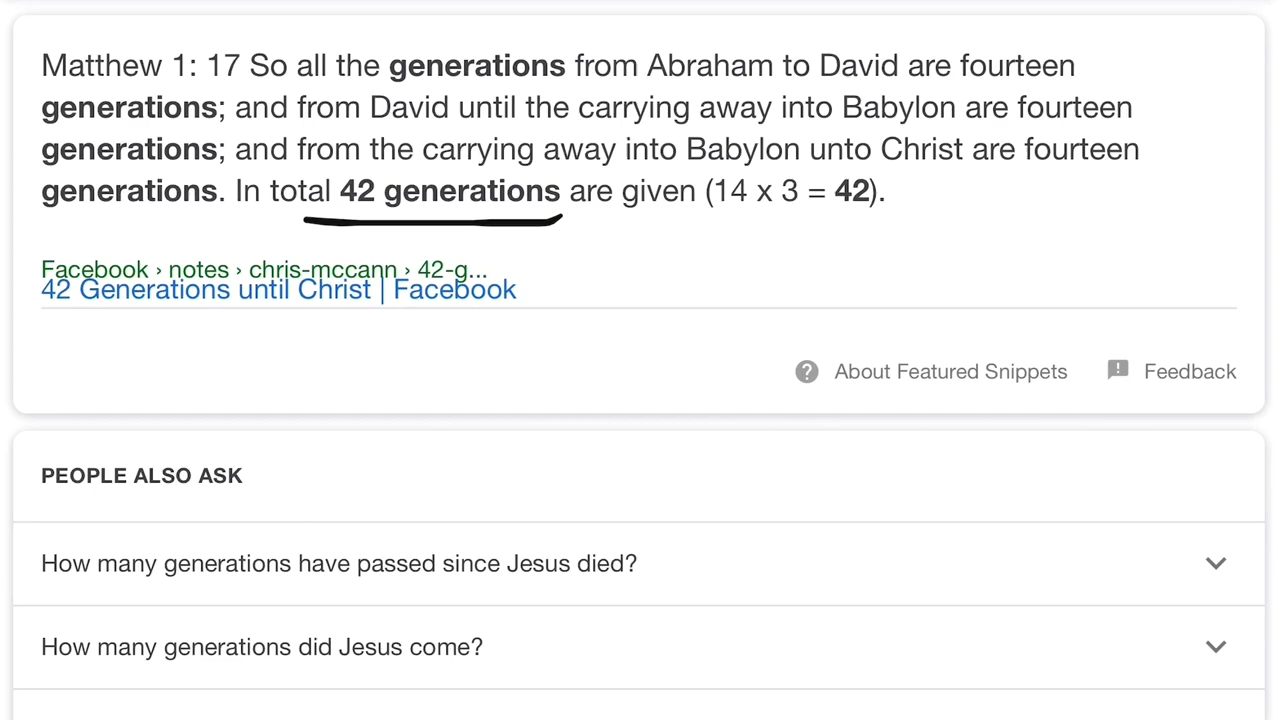 Matthew 1: 17 So all the generations from Abraham to David are fourteen
generations; and from David until the carrying away into Babylon are fourteen
generations; and from the carrying away into Babylon unto Christ are fourteen
generations. In total 42 generations are given (14 x 3 = 42).
Facebook › notes › chris-mccann › 42-g...
42 Generations until Christ | Facebook
About Featured Snippets
Feedback
PEOPLE ALSO ASK
How many generations have passed since Jesus died?
How many generations did Jesus come?